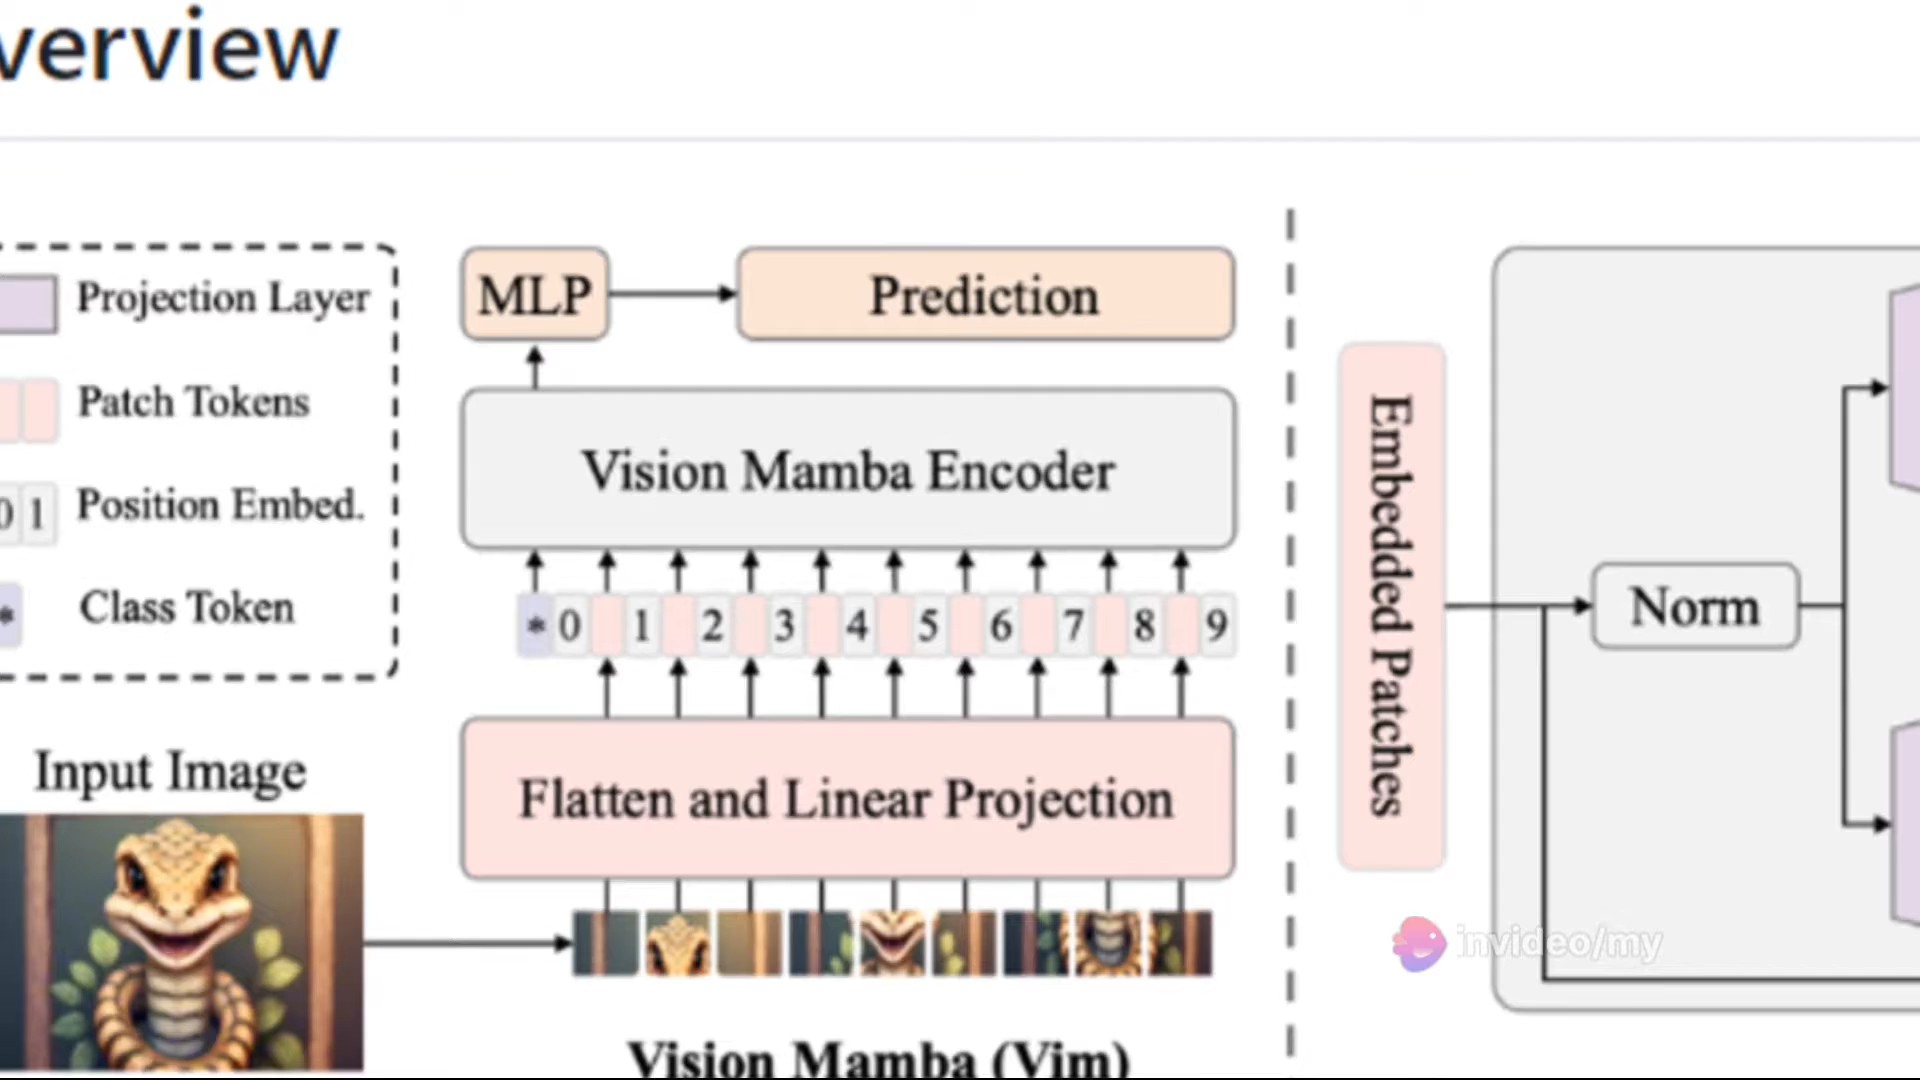 verview
Projection Layer
Patch Tokens
0 1 Position Embed.
* Class Token
Input Image
MLP
Prediction
Vision Mamba Encoder
* 0 1 2 3 4 5 6 7 8 9
Flatten and Linear Projection
Vision Mamba (Vim)
Embedded Patches
Norm
invideo/my